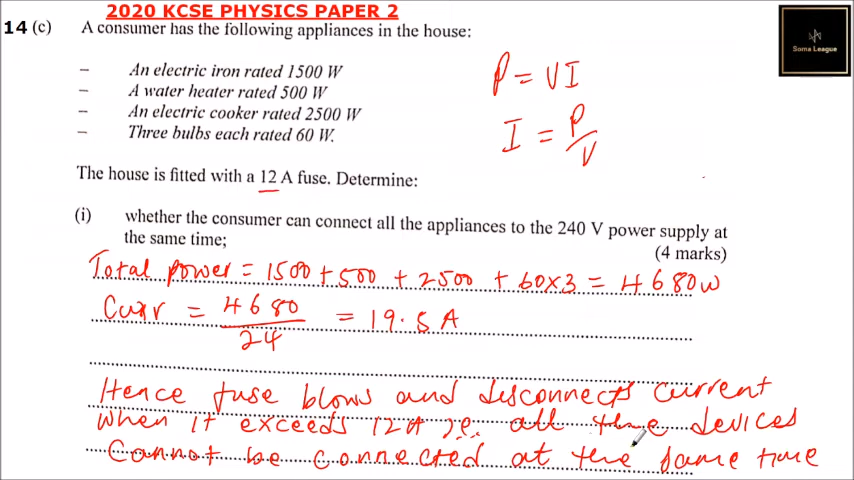 2020 KCSE PHYSICS PAPER 2
14 (c) A consumer has the following appliances in the house:
Soma League
– An electric iron rated 1500 W
– A water heater rated 500 W
– An electric cooker rated 2500 W
– Three bulbs each rated 60 W.
P = VI
I = P/V
The house is fitted with a 12 A fuse. Determine:
(i) whether the consumer can connect all the appliances to the 240 V power supply at
the same time;
(4 marks)
Total power = 1500 + 500 + 2500 + 60x3 = 4680w
= 4680/24 = 19.5 A
Hence fuse blows and disconnects current
when it exceeds 12A ie. all the devices
Cannot be connected at the same time